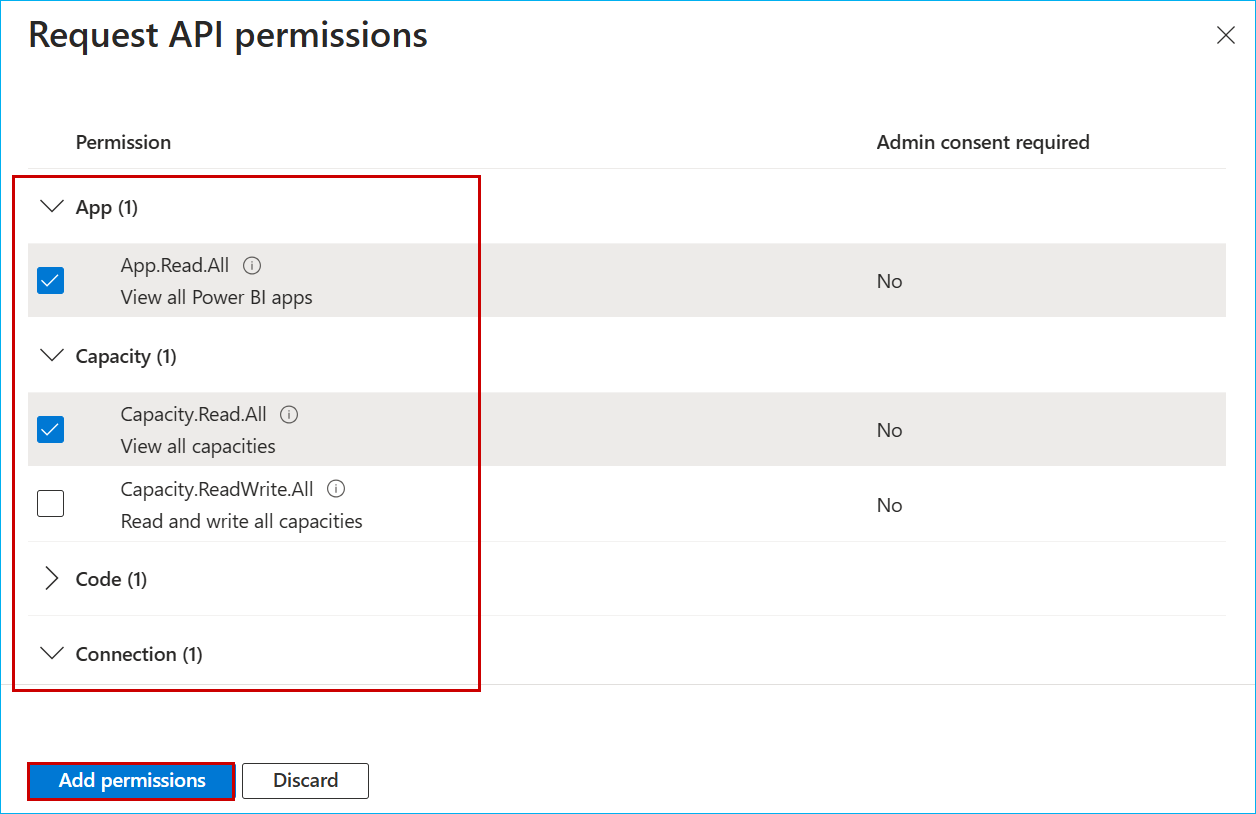 Request API permissions
Permission
Admin consent required
App (1)
App.Read.All
View all Power BI apps
No
Capacity (1)
Capacity.Read.All
View all capacities
No
Capacity.ReadWrite.All
Read and write all capacities
No
Code (1)
Connection (1)
Add permissions
Discard